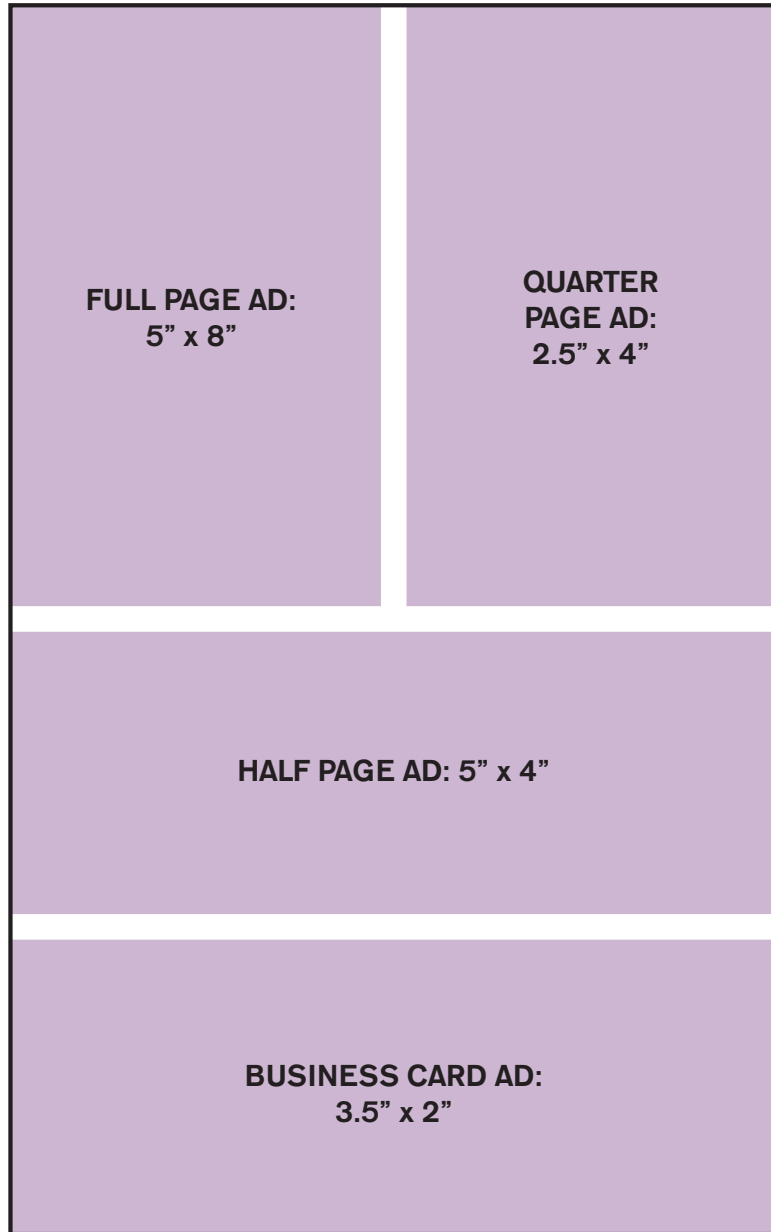 FULL PAGE AD:
5” x 8”
QUARTER
PAGE AD:
2.5” x 4”
HALF PAGE AD: 5” x 4”
BUSINESS CARD AD:
3.5” x 2”